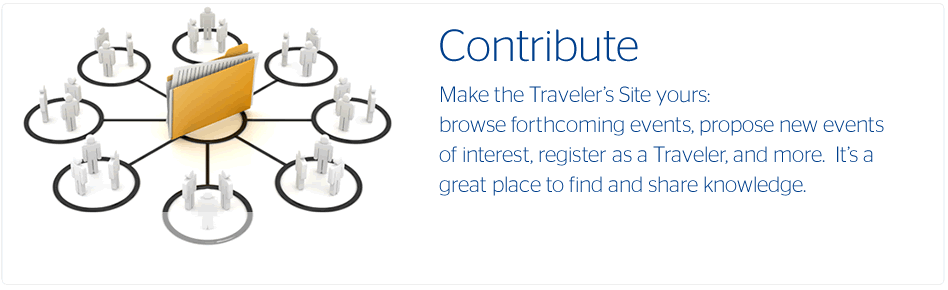 Contribute
Make the Traveler's Site yours:
browse forthcoming events, propose new events
of interest, register as a Traveler, and more.  It's a
great place to find and share knowledge.